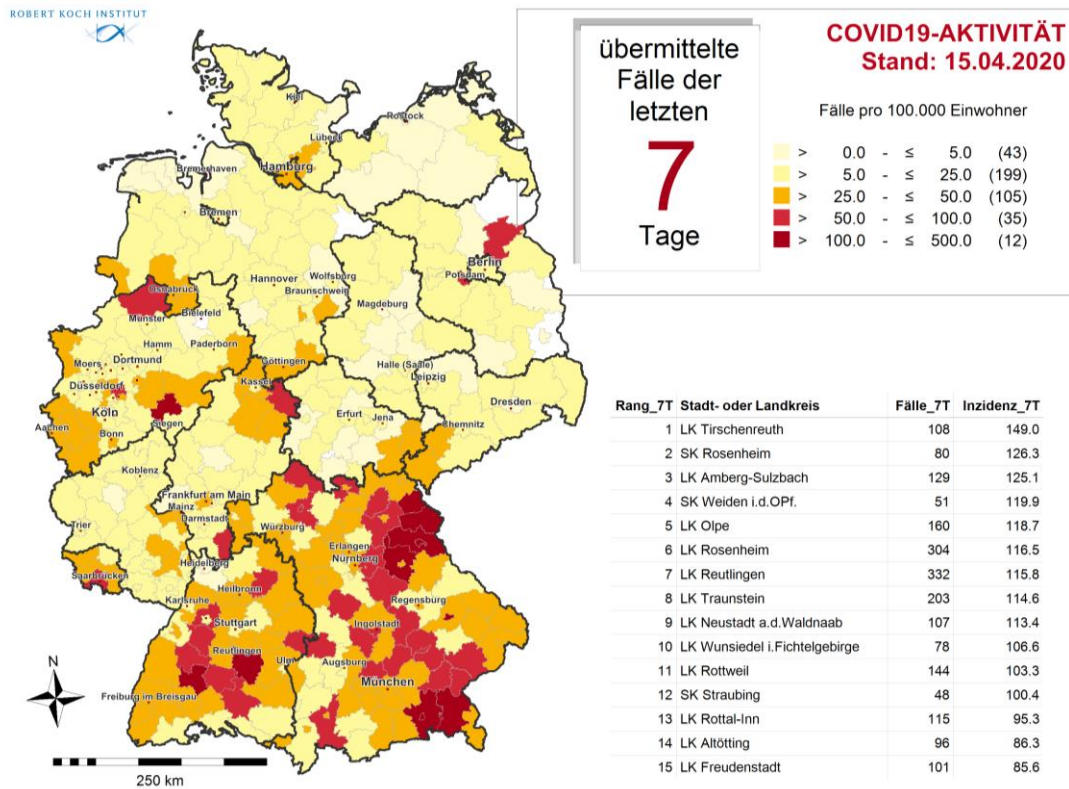 ROBERT KOCH INSTITUT
übermittelte
Fälle der
letzten
7
Tage
COVID19-AKTIVITÄT
Stand: 15.04.2020
Fälle pro 100.000 Einwohner
> 0.0 - ≤ 5.0 (43)
> 5.0 - ≤ 25.0 (199)
> 25.0 - ≤ 50.0 (105)
> 50.0 - ≤ 100.0 (35)
> 100.0 - ≤ 500.0 (12)
Kiel
Rostock
Lübeck
Hamburg
Bremerhaven
Bremen
Berlin
Potsdam
Hannover
Wolfsburg
Osnabrück
Braunschweig
Magdeburg
Münster
Bielefeld
Hamm
Paderborn
Göttingen
Halle (Saale)
Moers
Dortmund
Leipzig
Düsseldorf
Kassel
Dresden
Köln
Erfurt
Jena
Chemnitz
Aachen
Siegen
Bonn
Koblenz
Frankfurt am Main
Mainz
Trier
Darmstadt
Würzburg
Erlangen
Nürnberg
Heidelberg
Saarbrücken
Heilbronn
Karlsruhe
Regensburg
Stuttgart
Ingolstadt
Reutlingen
Ulm
Augsburg
München
Freiburg im Breisgau
N
250 km
Rang_7T Stadt- oder Landkreis Fälle_7T Inzidenz_7T
1 LK Tirschenreuth 108 149.0
2 SK Rosenheim 80 126.3
3 LK Amberg-Sulzbach 129 125.1
4 SK Weiden i.d.OPf. 51 119.9
5 LK Olpe 160 118.7
6 LK Rosenheim 304 116.5
7 LK Reutlingen 332 115.8
8 LK Traunstein 203 114.6
9 LK Neustadt a.d.Waldnaab 107 113.4
10 LK Wunsiedel i.Fichtelgebirge 78 106.6
11 LK Rottweil 144 103.3
12 SK Straubing 48 100.4
13 LK Rottal-Inn 115 95.3
14 LK Altötting 96 86.3
15 LK Freudenstadt 101 85.6